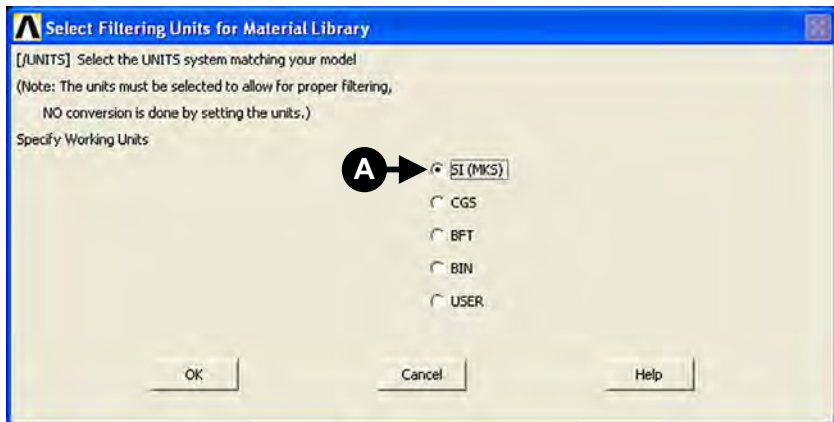 Select Filtering Units for Material Library
[/UNITS] Select the UNITS system matching your model
(Note: The units must be selected to allow for proper filtering,
NO conversion is done by setting the units.)
Specify Working Units
A
SI (MKS)
CGS
BFT
BIN
USER
OK Cancel Help